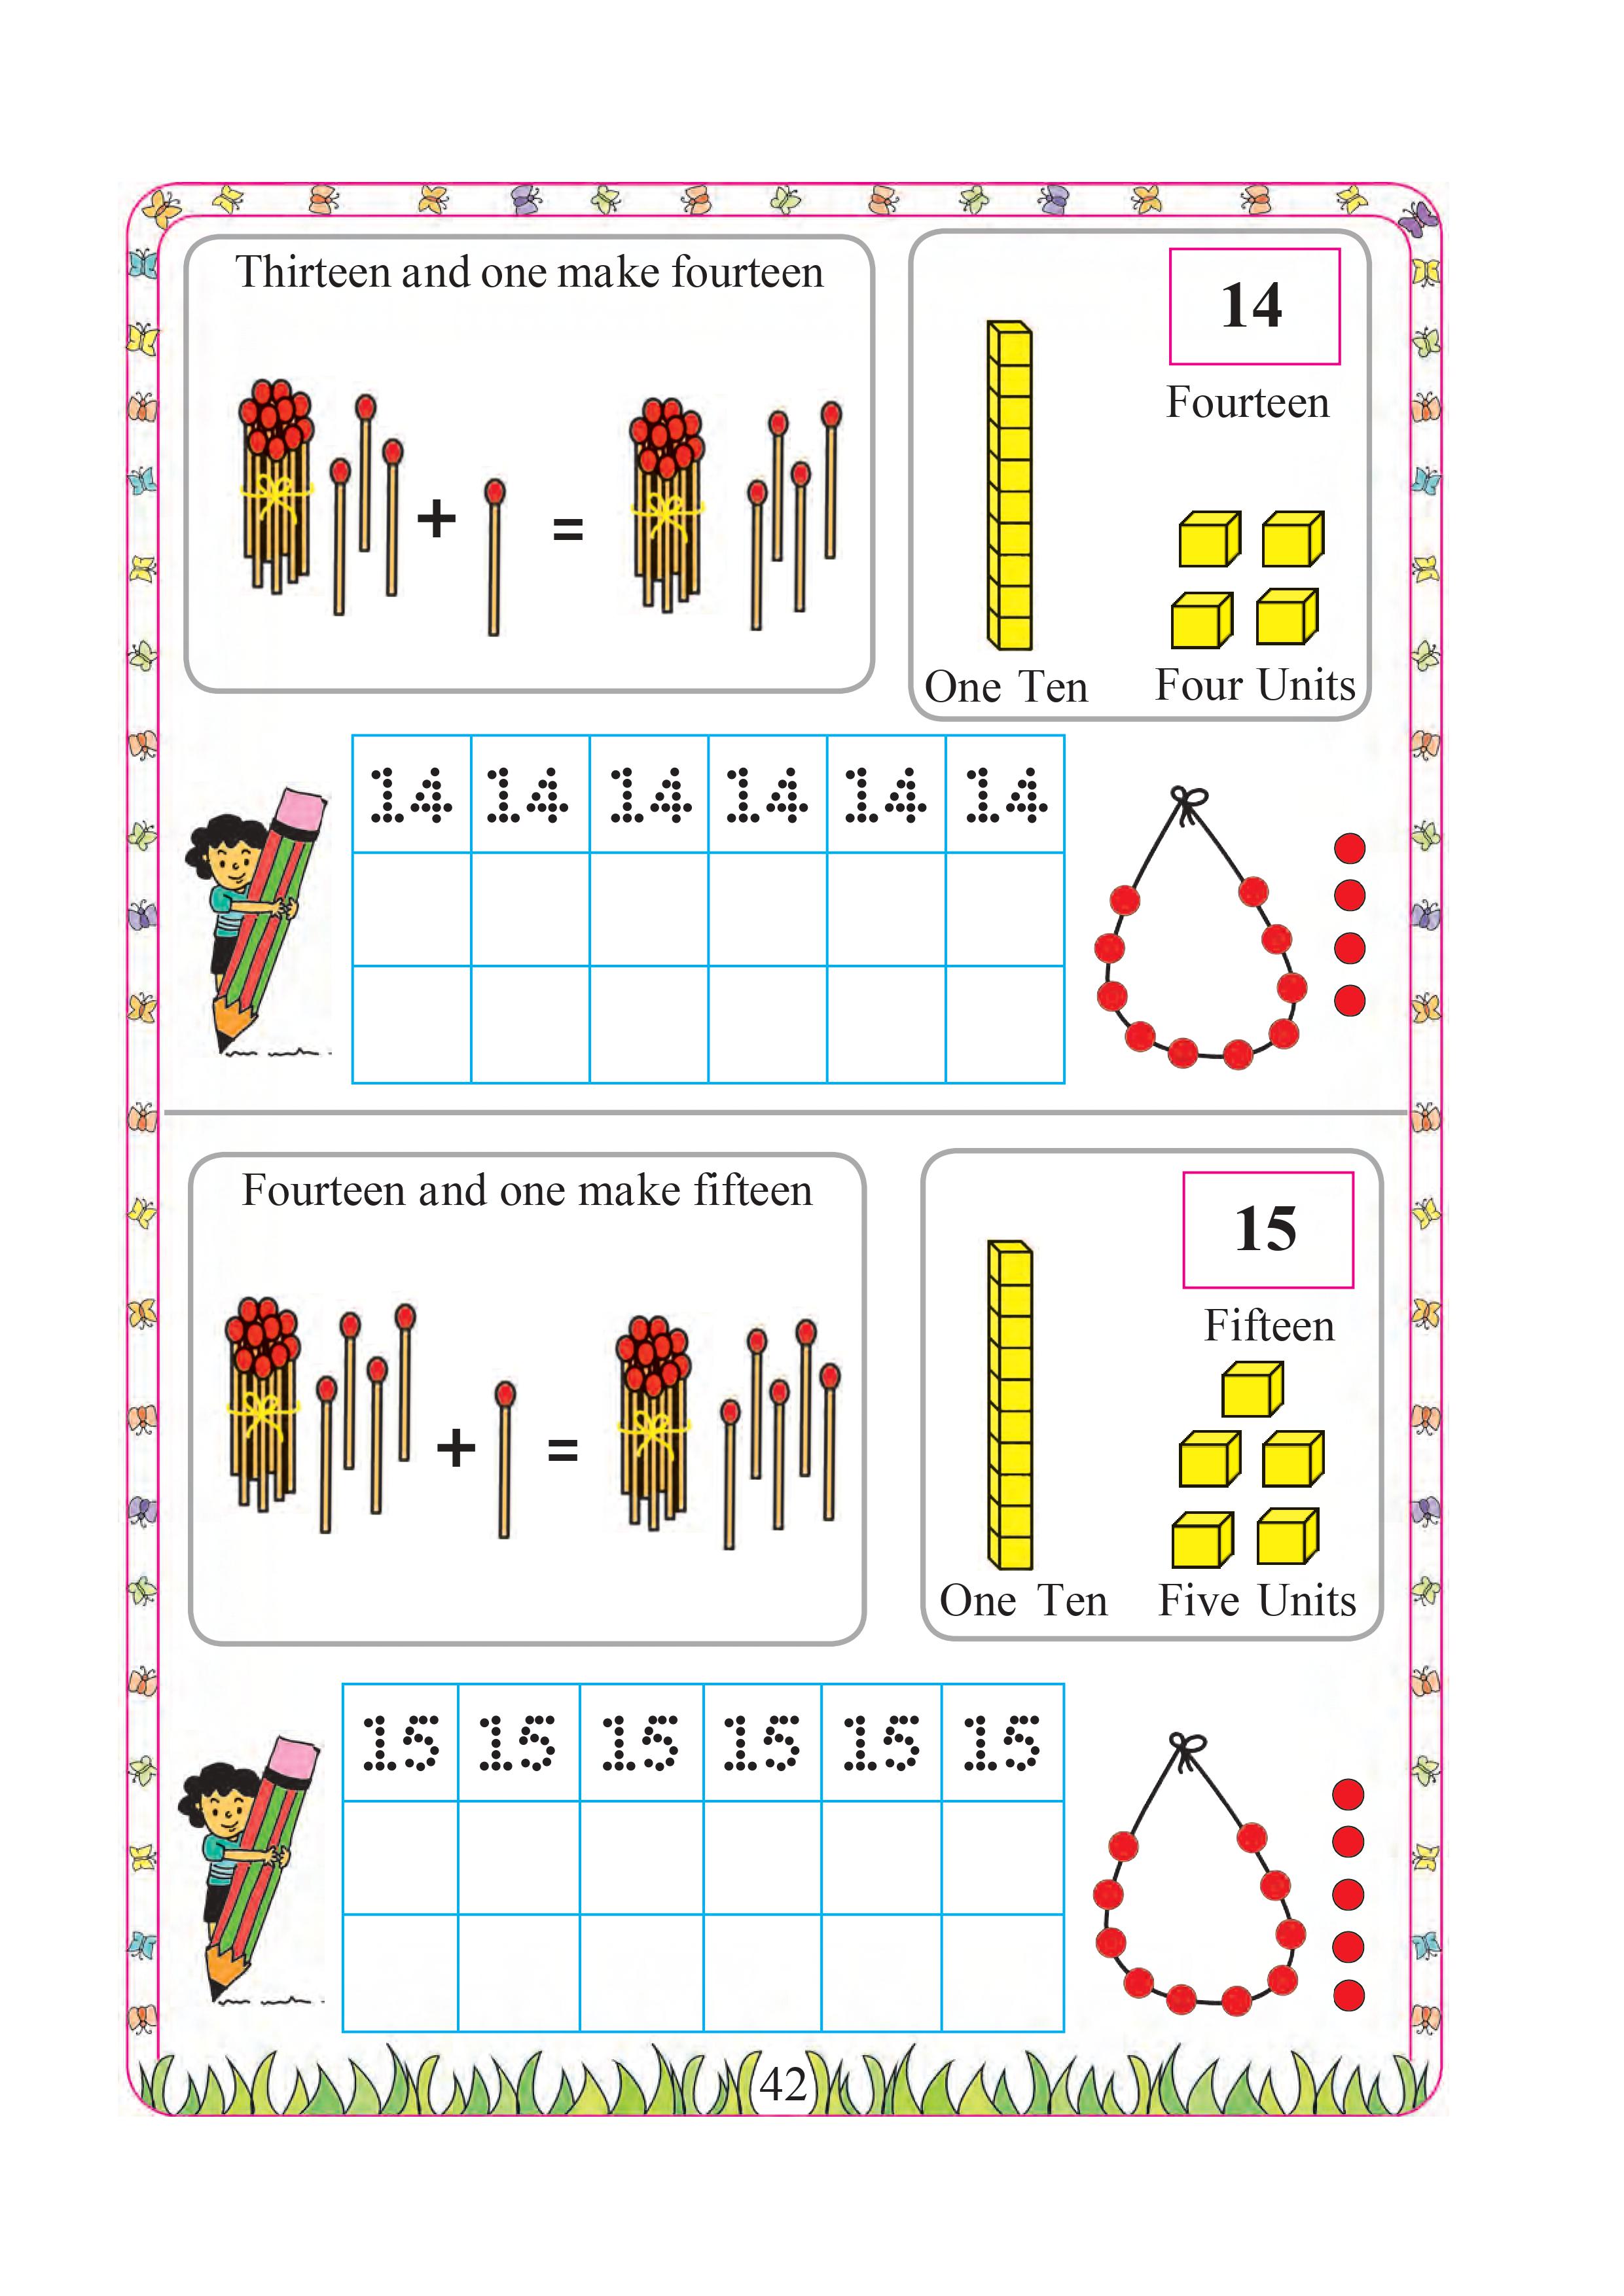 Thirteen and one make fourteen
+ =
14
Fourteen
One Ten
Four Units
14 14 14 14 14 14
Fourteen and one make fifteen
+ =
15
Fifteen
One Ten
Five Units
15 15 15 15 15 15
42